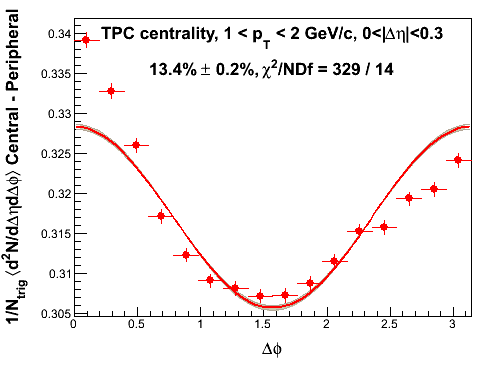 TPC centrality, 1 < p_T < 2 GeV/c, 0<|Δη|<0.3
13.4% ± 0.2%, χ²/NDf = 329 / 14
1/N_trig ⟨d²N/dΔηdΔϕ⟩ Central - Peripheral
0.34
0.335
0.33
0.325
0.32
0.315
0.31
0.305
0 0.5 1 1.5 2 2.5 3
Δϕ